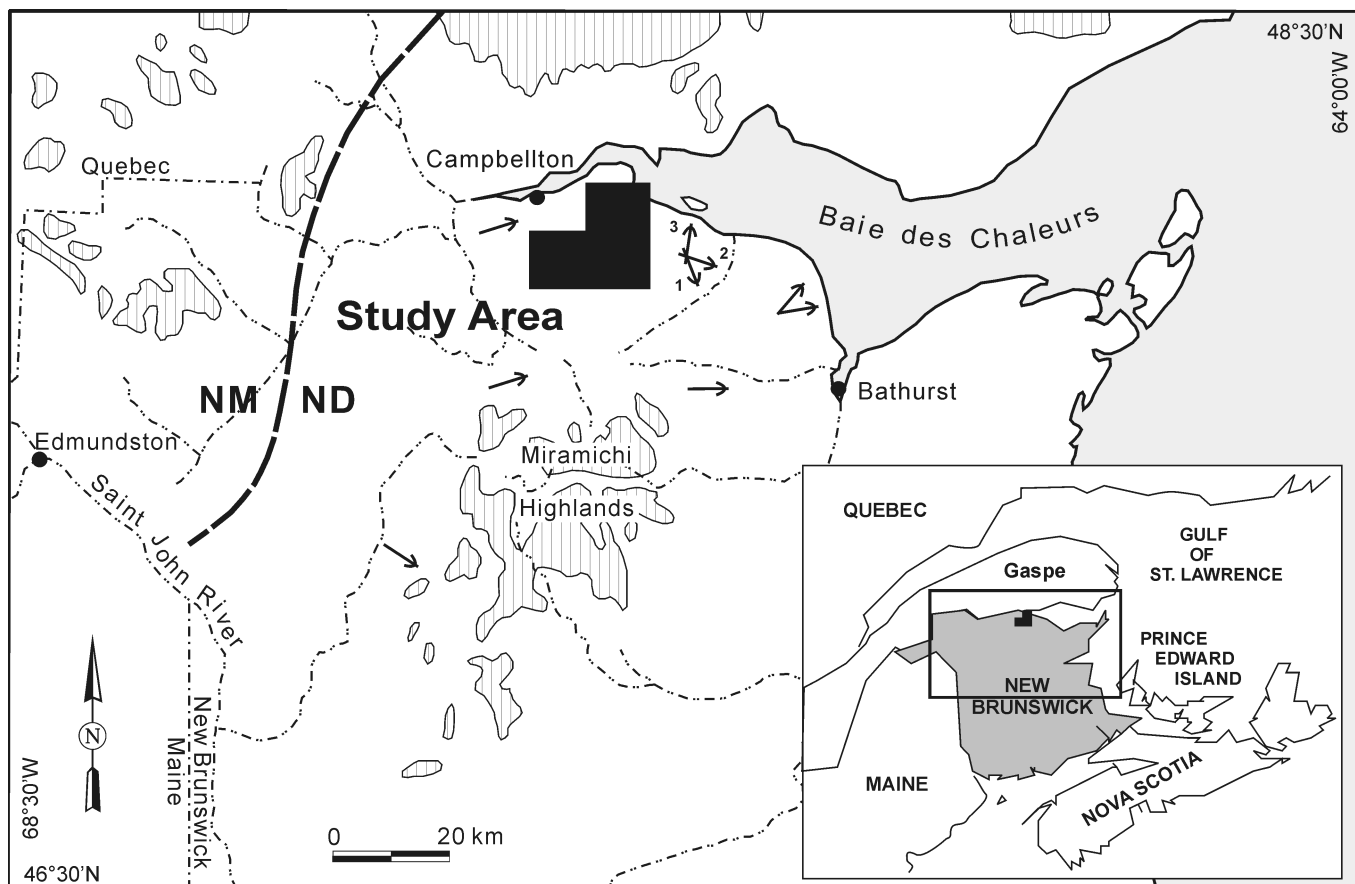 48°30'N
64°00'W
Campbellton
Quebec
Baie des Chaleurs
3
2
1
Study Area
NM
ND
Bathurst
Edmundston
Miramichi
Highlands
Saint John River
New Brunswick
Maine
N
68°30'W
46°30'N
0
20 km
QUEBEC
GULF
OF
ST. LAWRENCE
Gaspe
PRINCE
EDWARD
ISLAND
NEW
BRUNSWICK
MAINE
NOVA SCOTIA